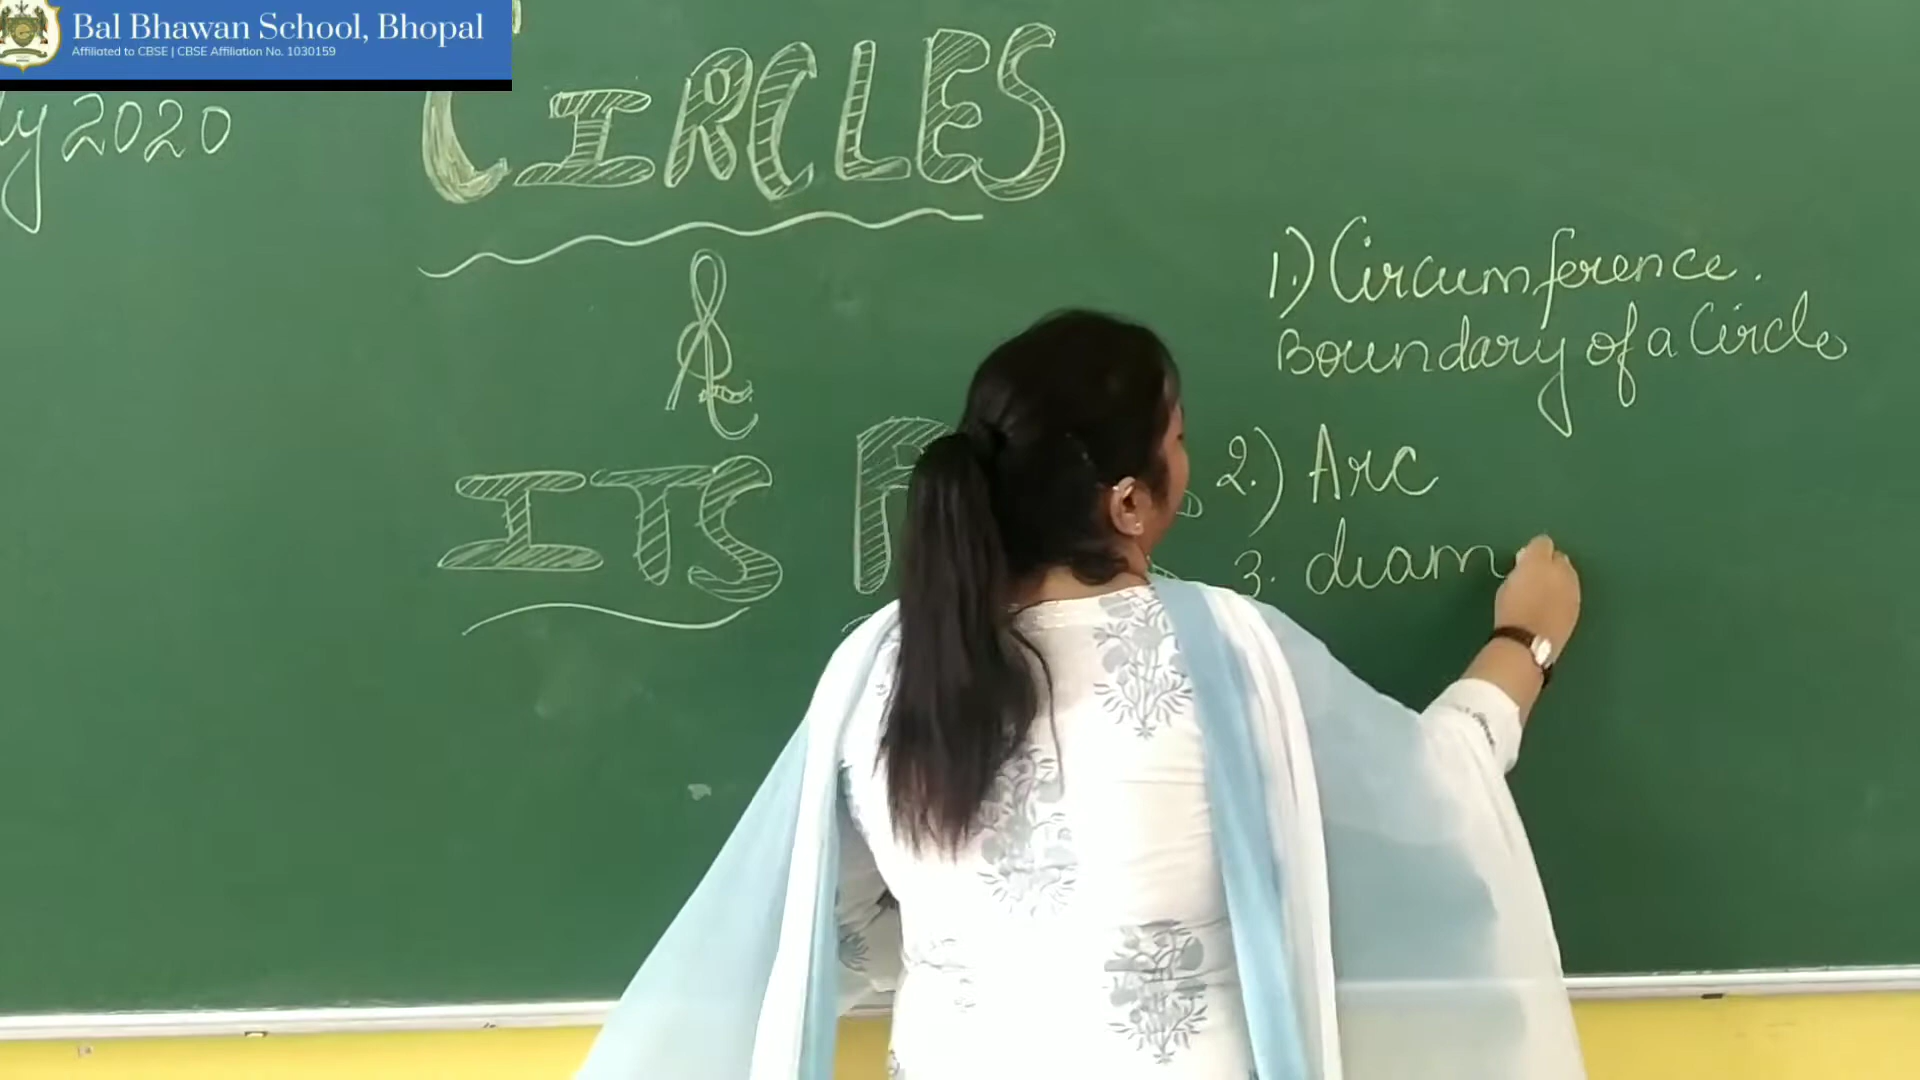 Bal Bhawan School, Bhopal
Affiliated to CBSE | CBSE Affiliation No. 1030159
2020
CIRCLES
&
ITS
1.) Circumference.
Boundary of a Circle
2.) Arc
3. diam